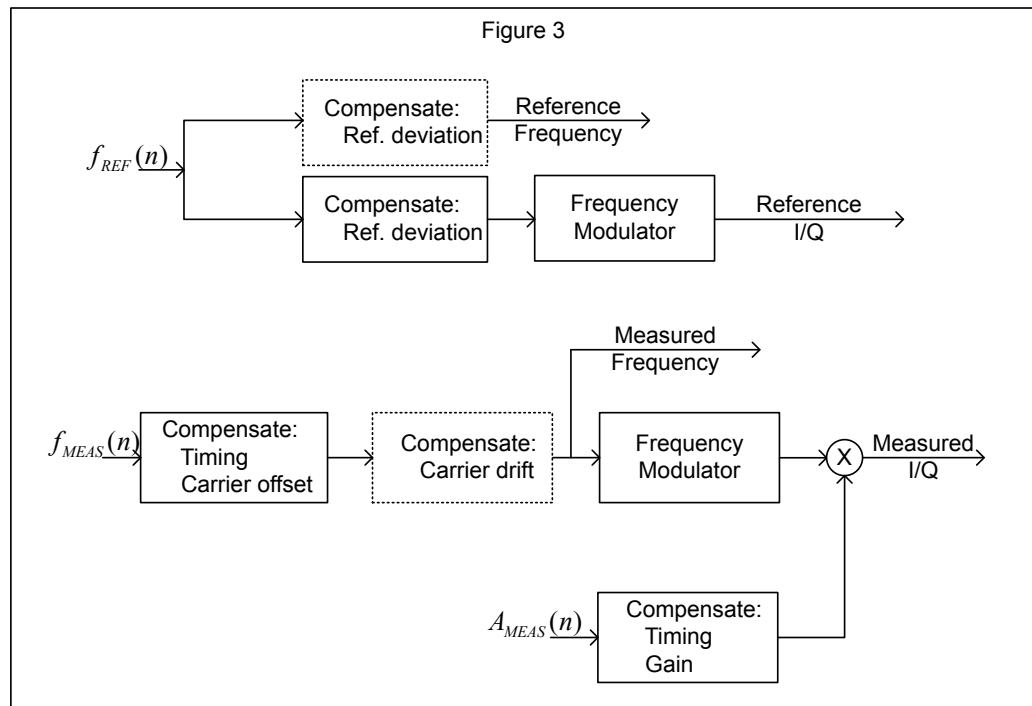 Figure 3
Compensate:
Ref. deviation
Reference
Frequency
f_REF(n)
Compensate:
Ref. deviation
Frequency
Modulator
Reference
I/Q
Measured
Frequency
f_MEAS(n)
Compensate:
Timing
Carrier offset
Compensate:
Carrier drift
Frequency
Modulator
X
Measured
I/Q
A_MEAS(n)
Compensate:
Timing
Gain